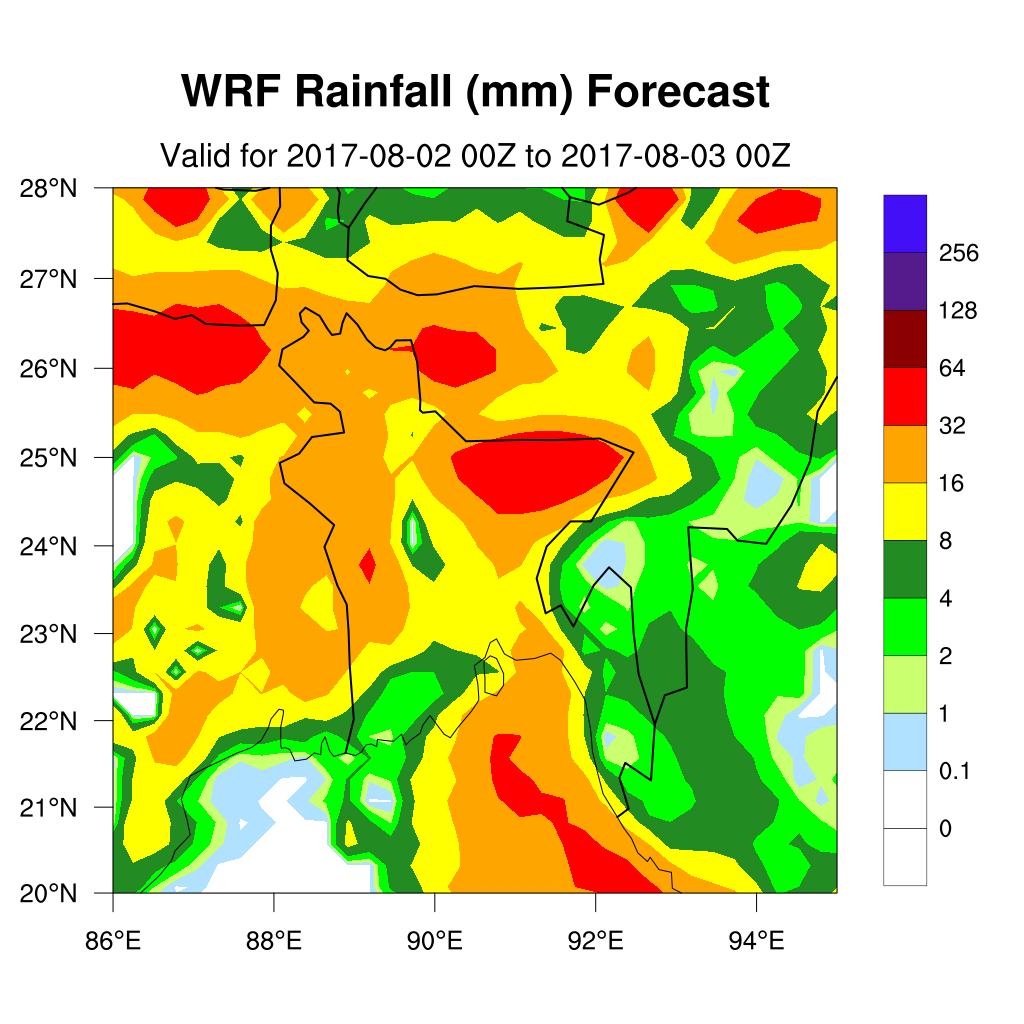 WRF Rainfall (mm) Forecast
Valid for 2017-08-02 00Z to 2017-08-03 00Z
28°N
27°N
26°N
25°N
24°N
23°N
22°N
21°N
20°N
86°E 88°E 90°E 92°E 94°E
256
128
64
32
16
8
4
2
1
0.1
0